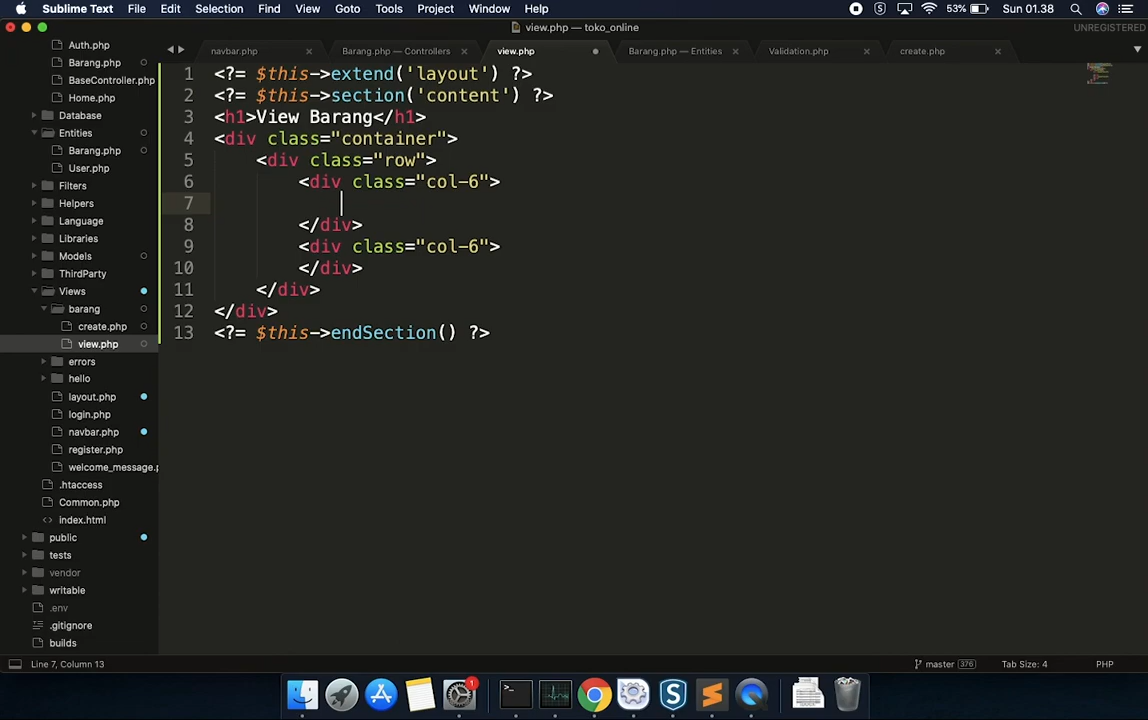 Sublime Text File Edit Selection Find View Goto Tools Project Window Help 53% Sun 01.38
view.php — toko_online UNREGISTERED
navbar.php Barang.php — Controllers view.php Barang.php — Entities Validation.php create.php
Auth.php
Barang.php
BaseController.php
Home.php
Database
Entities
Barang.php
User.php
Filters
Helpers
Language
Libraries
Models
ThirdParty
Views
barang
create.php
view.php
errors
hello
layout.php
login.php
navbar.php
register.php
welcome_message.p
.htaccess
Common.php
index.html
public
tests
vendor
writable
.env
.gitignore
builds
1 <?= $this->extend('layout') ?>
2 <?= $this->section('content') ?>
3 <h1>View Barang</h1>
4 <div class="container">
5 <div class="row">
6 <div class="col-6">
7
8 </div>
9 <div class="col-6">
10 </div>
11 </div>
12 </div>
13 <?= $this->endSection() ?>
Line 7, Column 13 master 376 Tab Size: 4 PHP
1